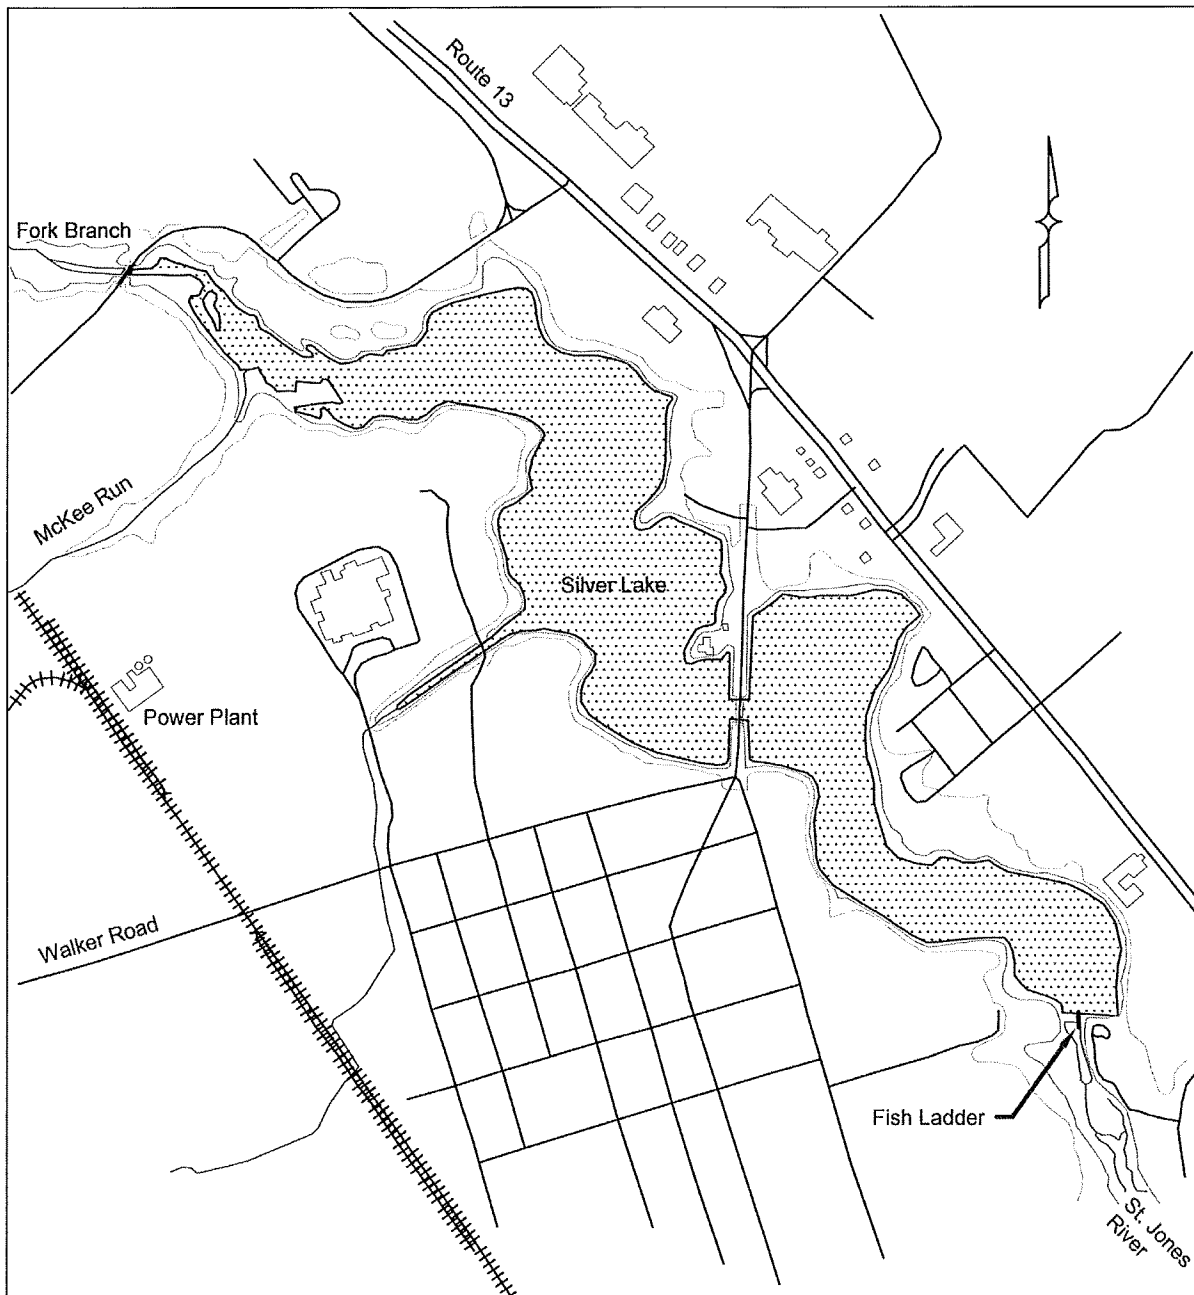 Route 13
Fork Branch
McKee Run
Silver Lake
Power Plant
Walker Road
Fish Ladder
St. Jones
River